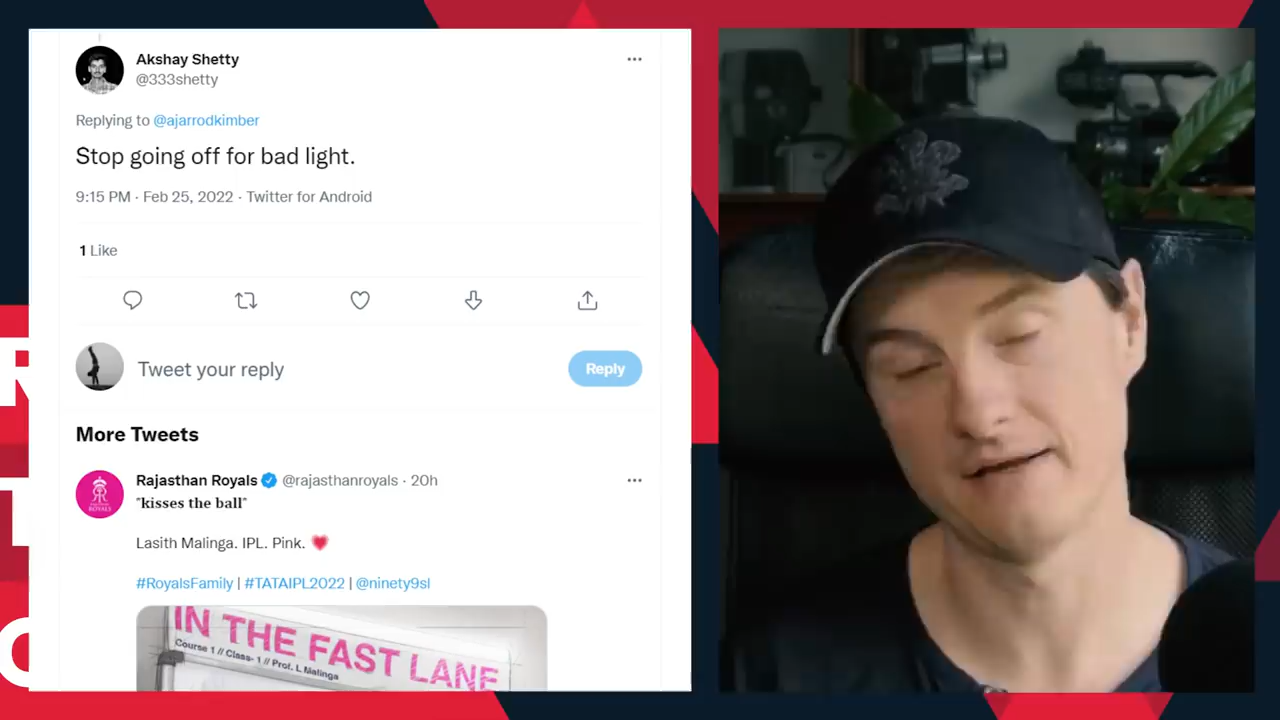 Akshay Shetty
@333shetty
Replying to @ajarrodkimber
Stop going off for bad light.
9:15 PM · Feb 25, 2022 · Twitter for Android
1 Like
Tweet your reply
Reply
More Tweets
Rajasthan Royals @rajasthanroyals · 20h
*kisses the ball*
Lasith Malinga. IPL. Pink.
#RoyalsFamily | #TATAIPL2022 | @ninety9sl
IN THE FAST LANE
Course 1 // Class- 1 // Prof. L Malinga